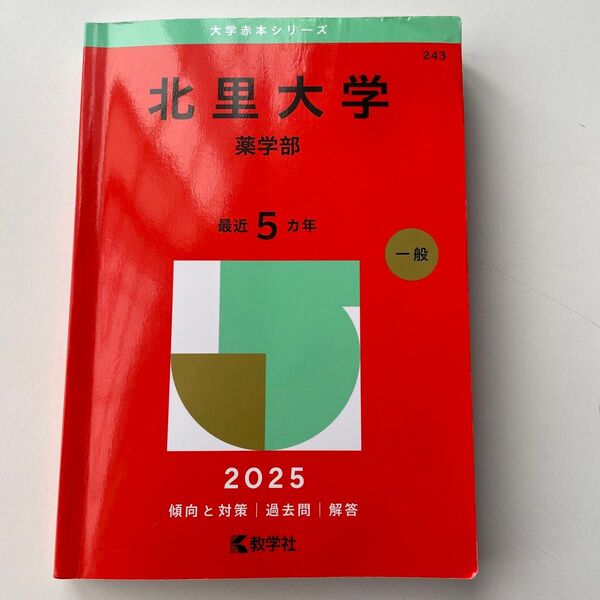 大学赤本シリーズ
243
北里大学
薬学部
最近5カ年
一般
2025
傾向と対策|過去問|解答
教学社